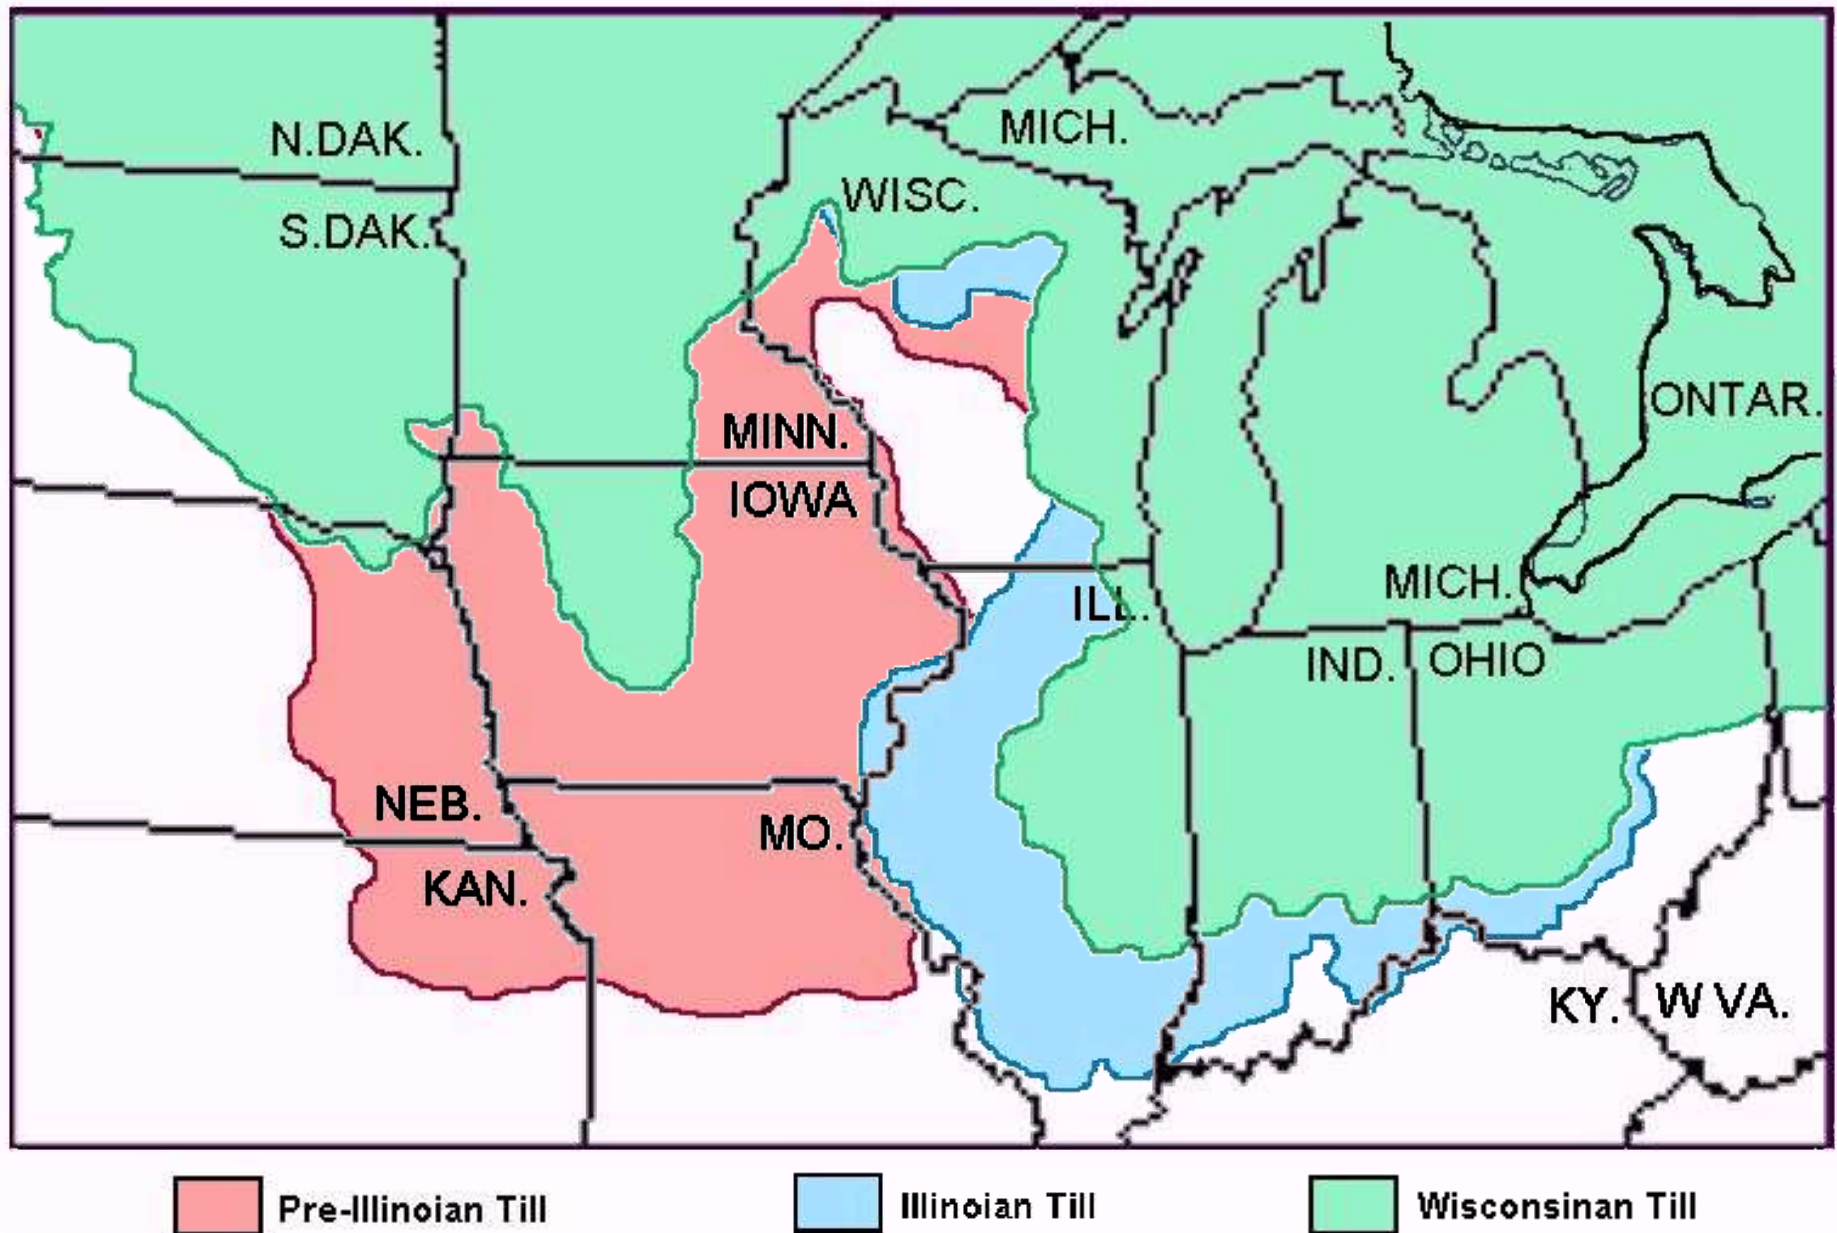 MICH.
N.DAK.
WISC.
S.DAK.
ONTAR.
MINN.
IOWA
MICH.
ILL.
IND.
OHIO
NEB.
MO.
KAN.
KY.
W VA.
Pre-Illinoian Till
Illinoian Till
Wisconsinan Till